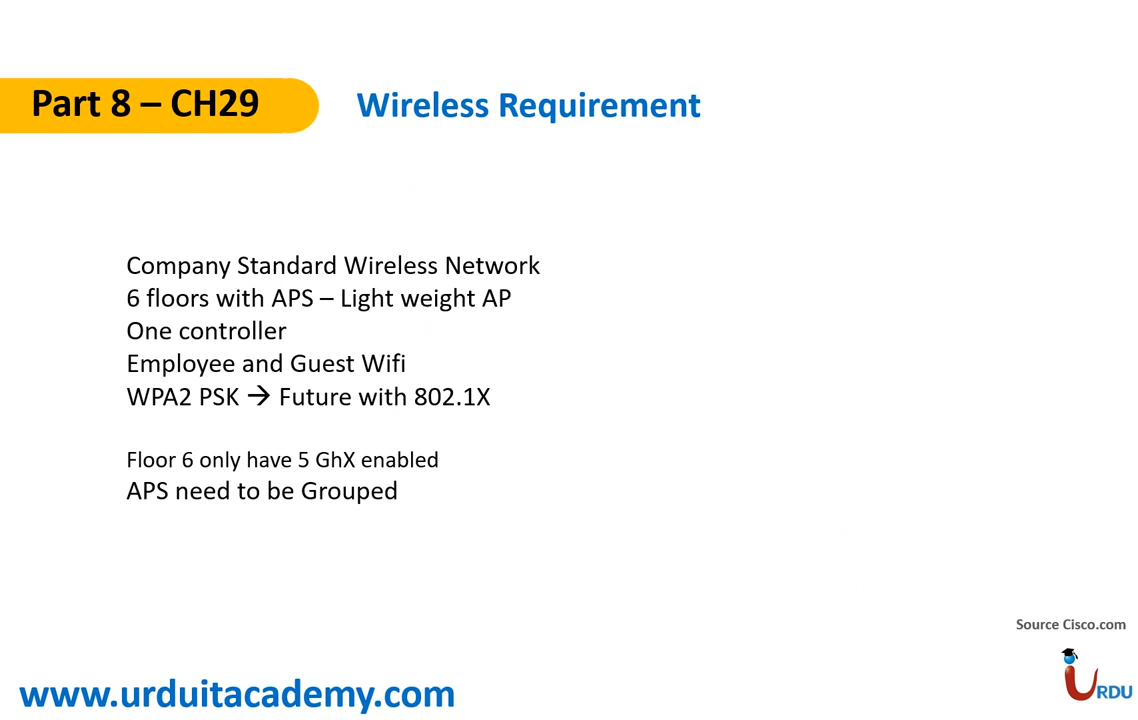 Part 8 – CH29
Wireless Requirement
Company Standard Wireless Network
6 floors with APS – Light weight AP
One controller
Employee and Guest Wifi
WPA2 PSK → Future with 802.1X
Floor 6 only have 5 GhX enabled
APS need to be Grouped
Source Cisco.com
www.urduitacademy.com
URDU